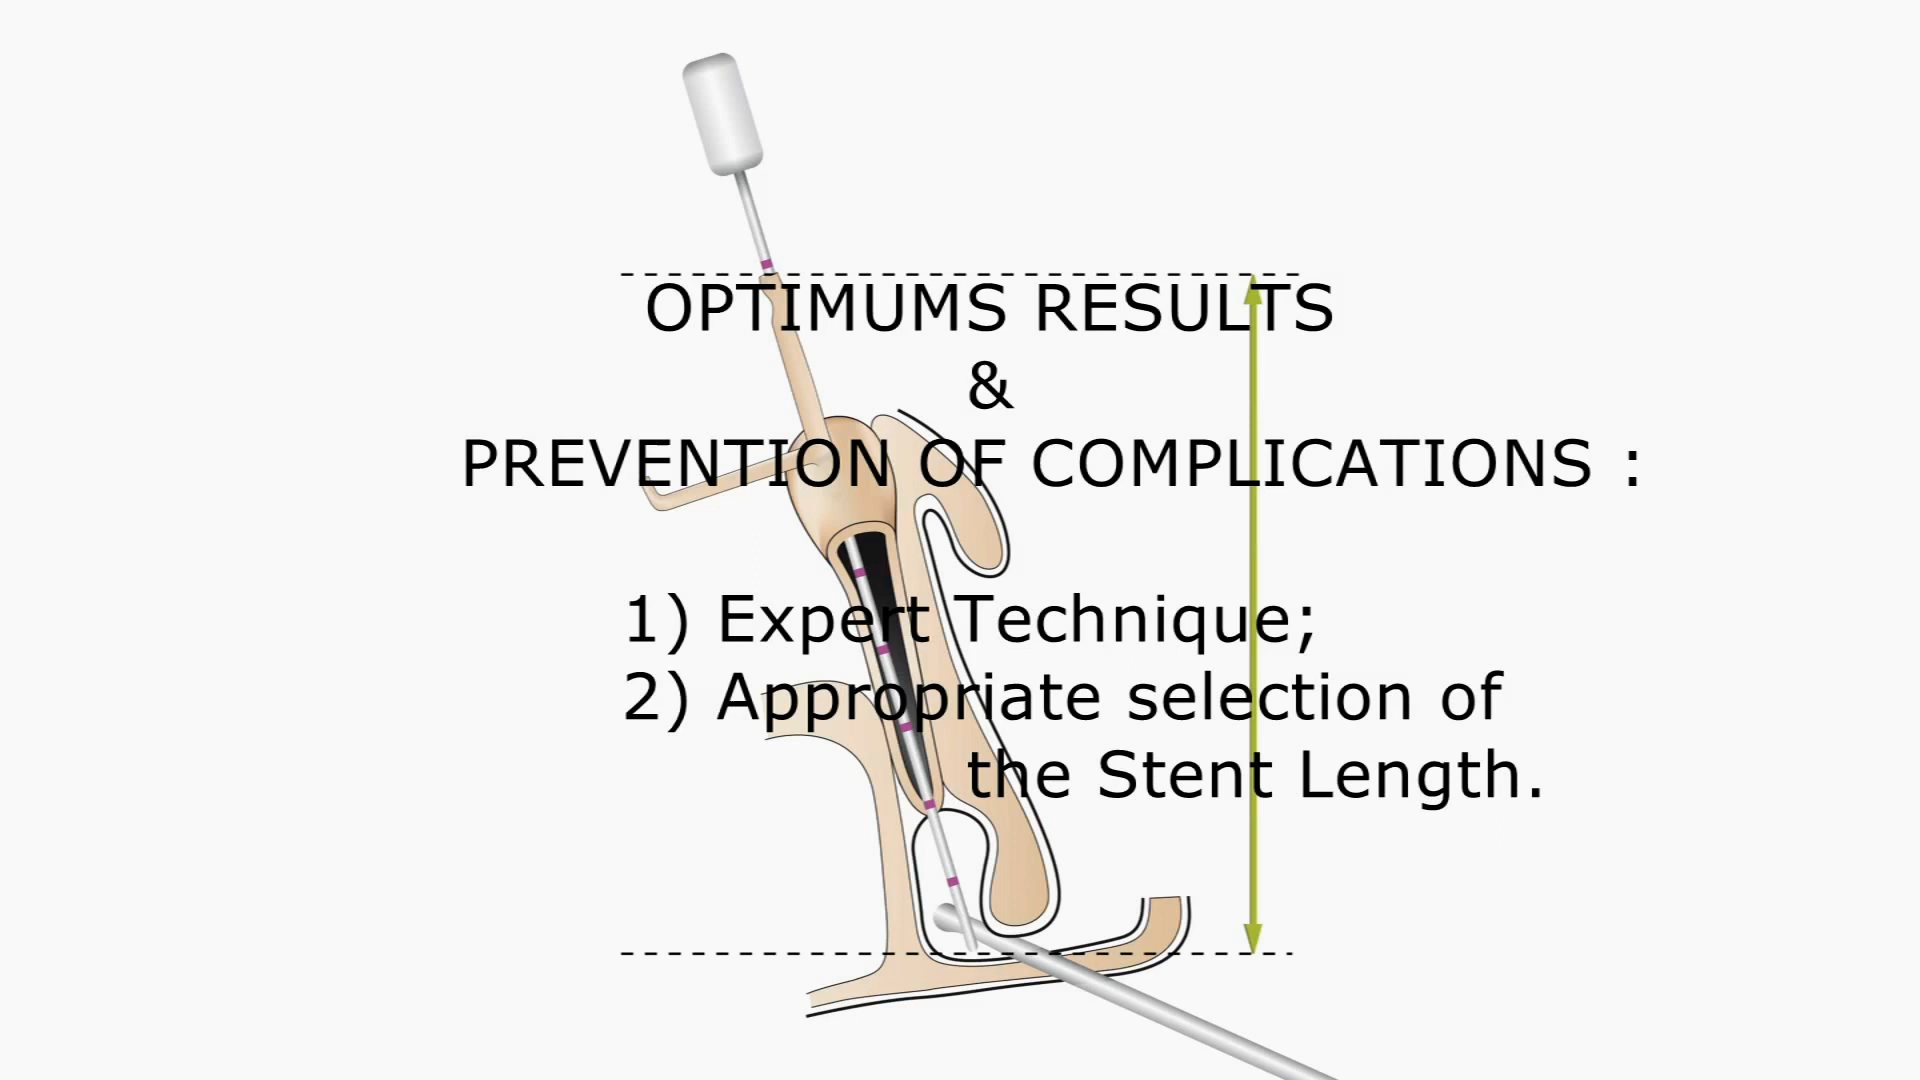 OPTIMUMS RESULTS
&
PREVENTION OF COMPLICATIONS :
1) Expert Technique;
2) Appropriate selection of
the Stent Length.